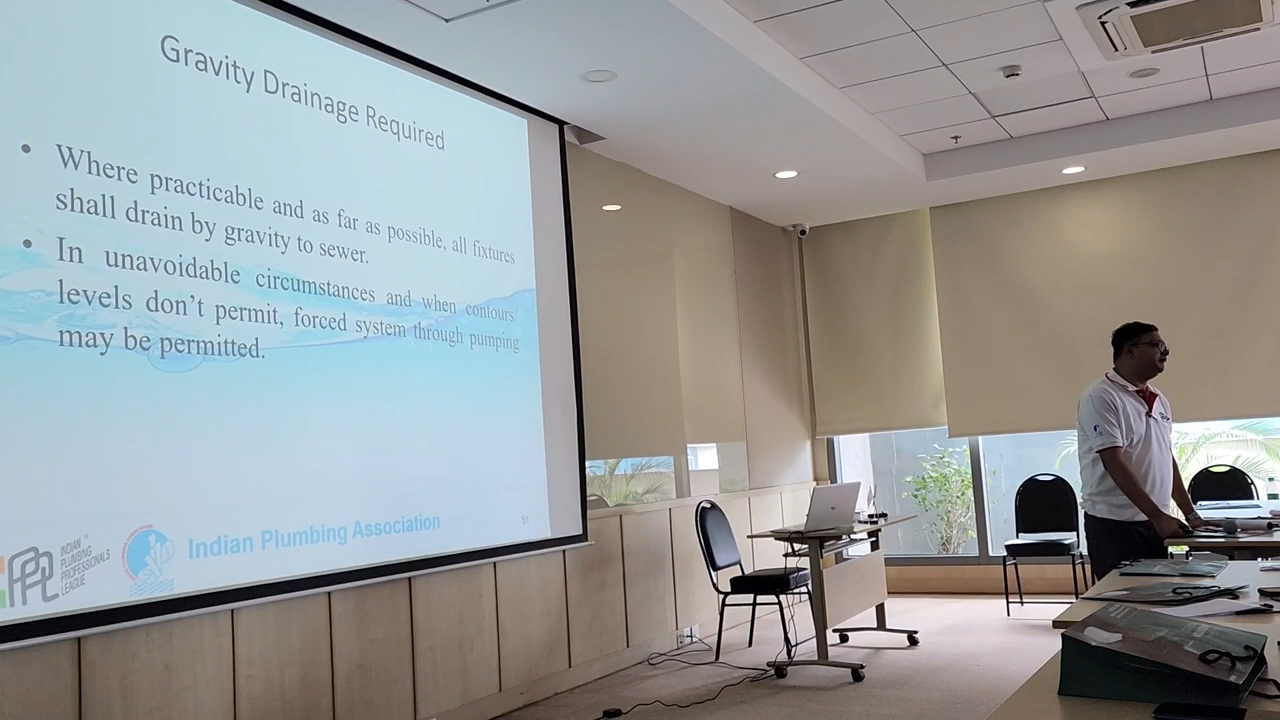 Gravity Drainage Required
• Where practicable and as far as possible, all fixtures
shall drain by gravity to sewer.
• In unavoidable circumstances and when contours/
levels don't permit, forced system through pumping
may be permitted.
INDIAN
PLUMBING
PROFESSIONALS
LEAGUE
Indian Plumbing Association
51